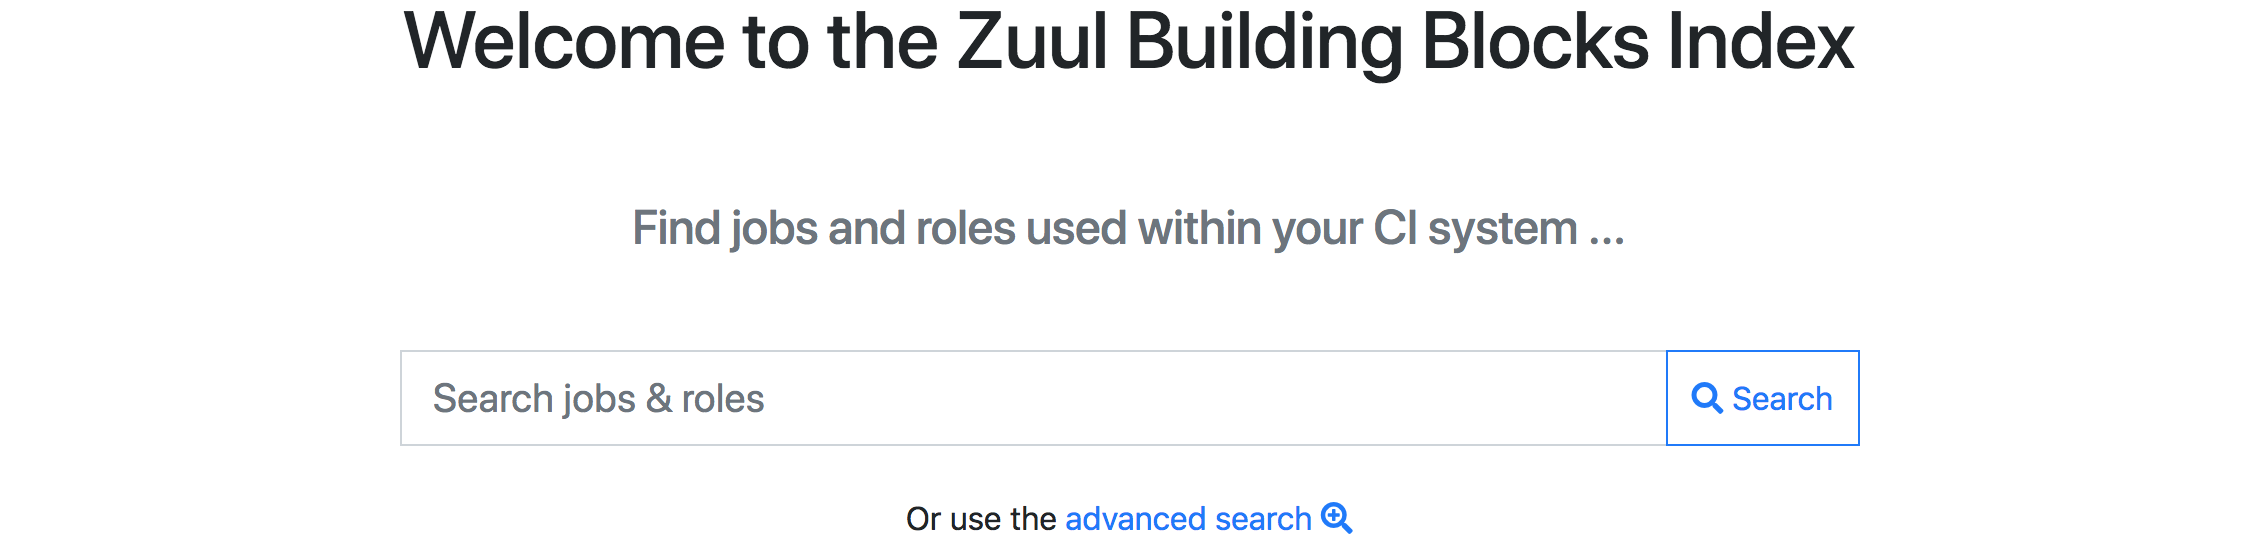 Welcome to the Zuul Building Blocks Index
Find jobs and roles used within your CI system ...
Search jobs & roles
Search
Or use the advanced search